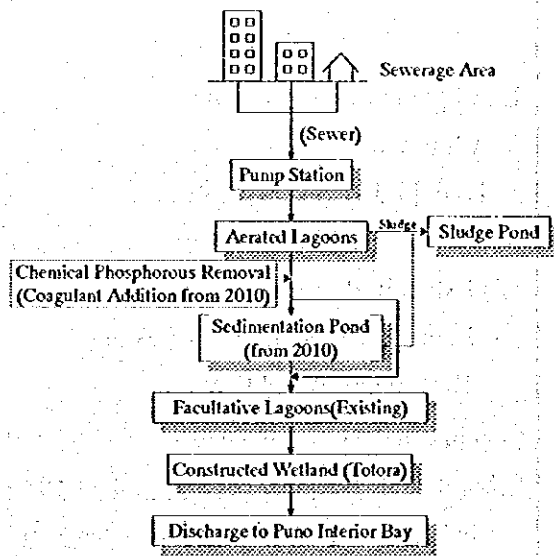 Sewerage Area
(Sewer)
Pump Station
Aerated Lagoons
Sludge
Sludge Pond
Chemical Phosphorous Removal
(Coagulant Addition from 2010)
Sedimentation Pond
(from 2010)
Facultative Lagoons(Existing)
Constructed Wetland (Totora)
Discharge to Puno Interior Bay